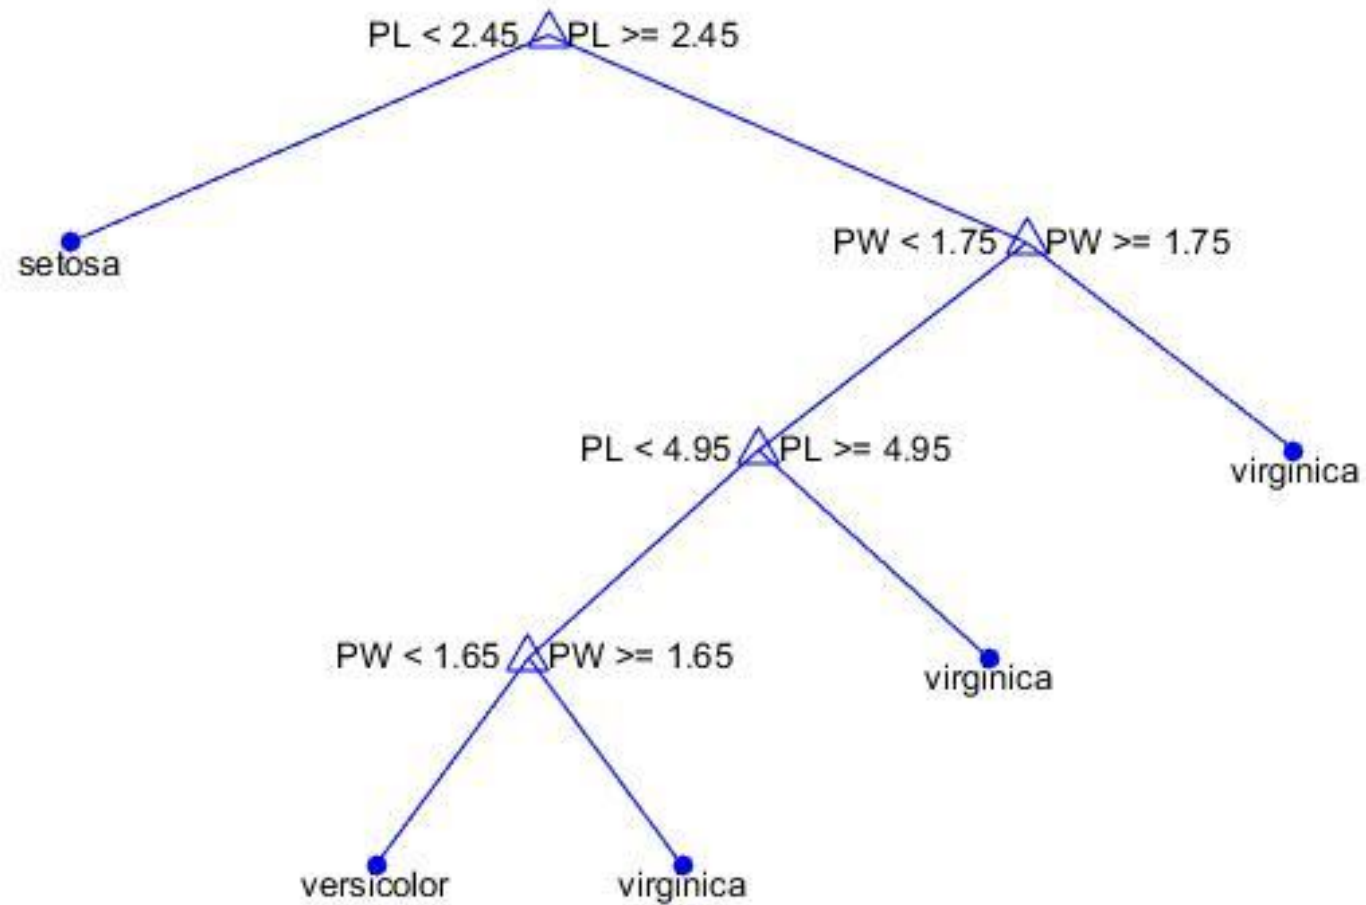 PL < 2.45 PL >= 2.45
setosa
PW < 1.75 PW >= 1.75
PL < 4.95 PL >= 4.95
virginica
PW < 1.65 PW >= 1.65
virginica
versicolor
virginica